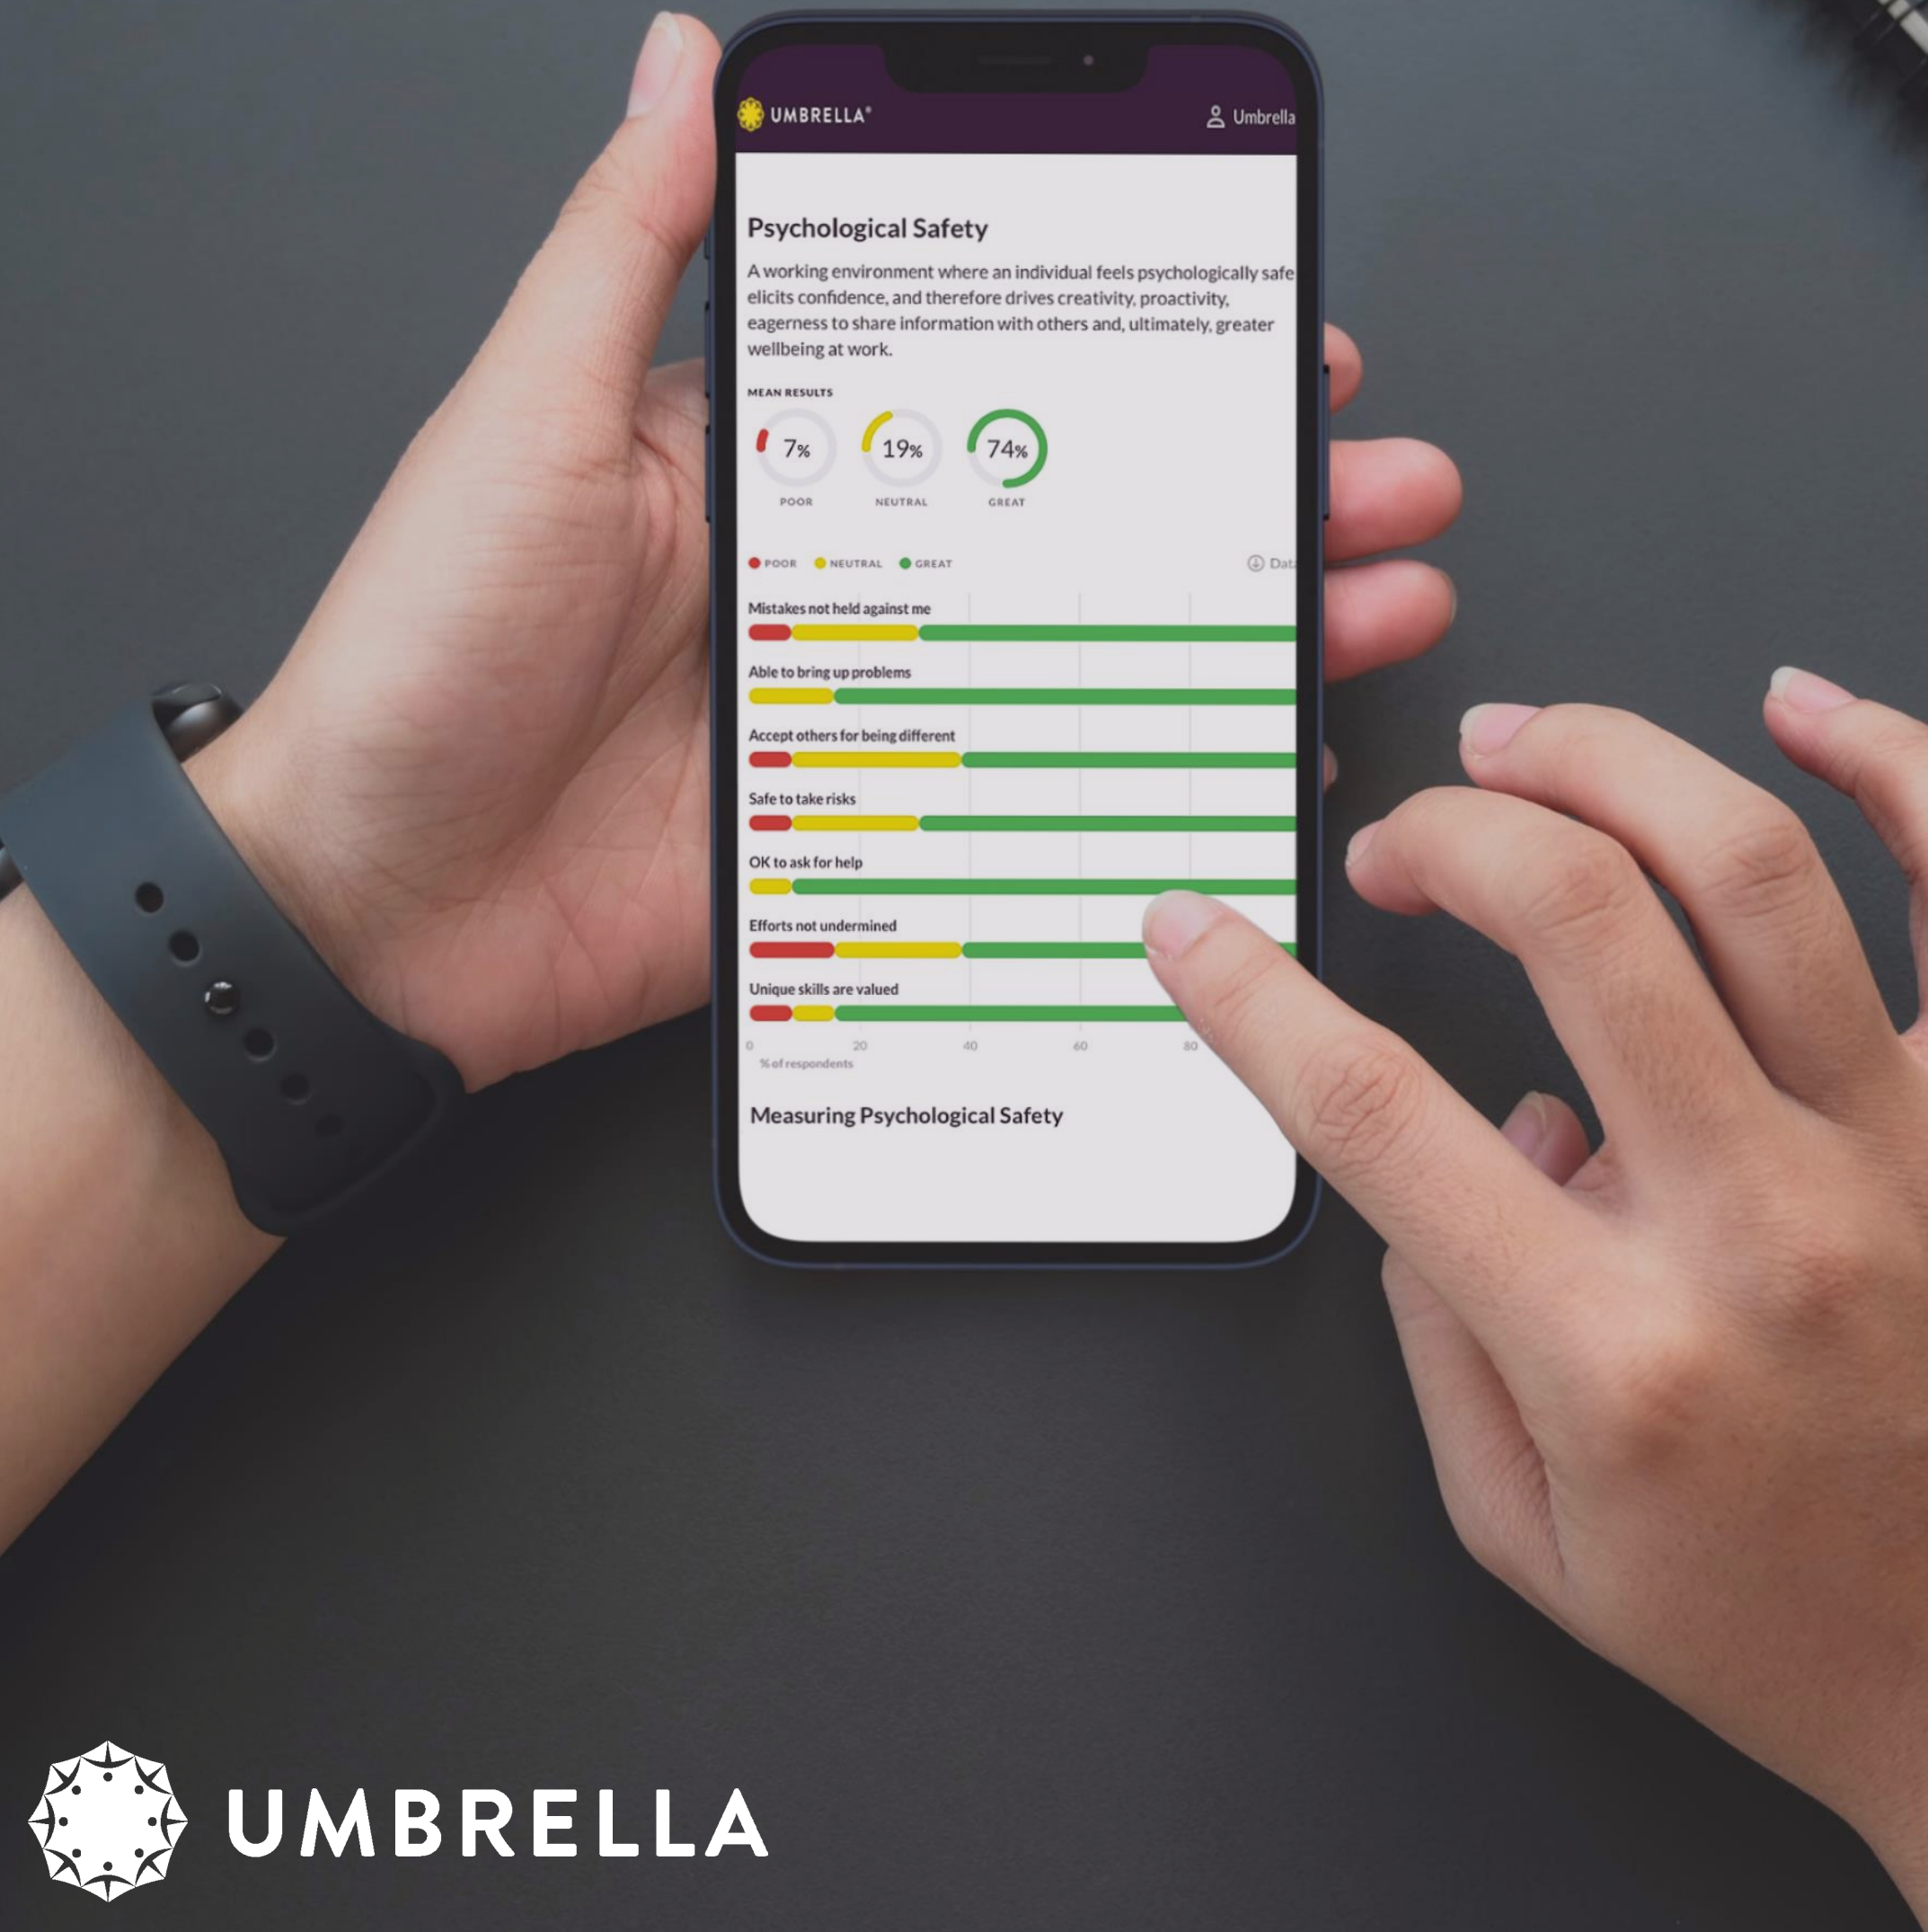 UMBRELLA®
Umbrella
Psychological Safety
A working environment where an individual feels psychologically safe
elicits confidence, and therefore drives creativity, proactivity,
eagerness to share information with others and, ultimately, greater
wellbeing at work.
MEAN RESULTS
7% 19% 74%
POOR NEUTRAL GREAT
POOR NEUTRAL GREAT
Mistakes not held against me
Able to bring up problems
Accept others for being different
Safe to take risks
OK to ask for help
Efforts not undermined
Unique skills are valued
0 20 40 60 80
% of respondents
Measuring Psychological Safety
UMBRELLA